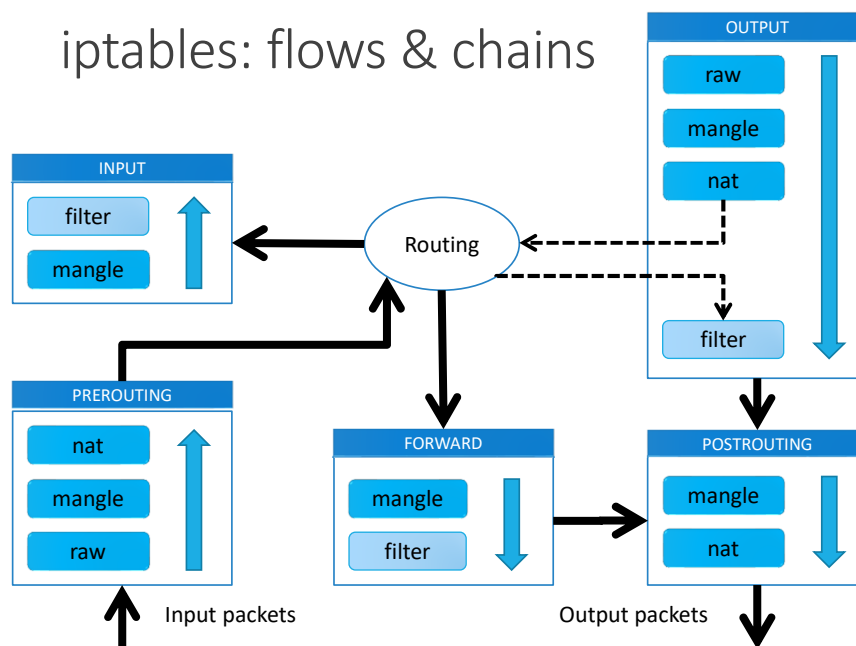 iptables: flows & chains
OUTPUT
raw
mangle
nat
filter
INPUT
filter
mangle
Routing
PREROUTING
nat
mangle
raw
FORWARD
mangle
filter
POSTROUTING
mangle
nat
Input packets
Output packets